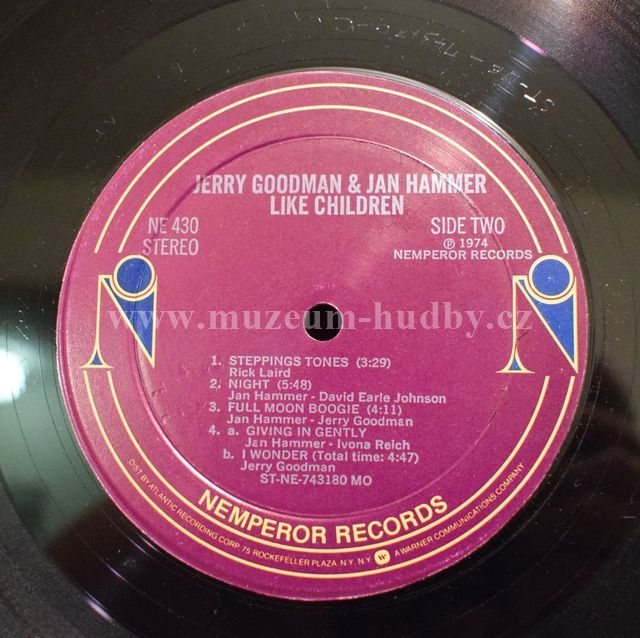 JERRY GOODMAN & JAN HAMMER
LIKE CHILDREN
NE 430
STEREO
SIDE TWO
℗ 1974
NEMPEROR RECORDS
www.muzeum-hudby.cz
1. STEPPINGS TONES (3:29)
Rick Laird
2. NIGHT (5:48)
Jan Hammer - David Earle Johnson
3. FULL MOON BOOGIE (4:11)
Jan Hammer - Jerry Goodman
4. a. GIVING IN GENTLY
Jan Hammer - Ivona Reich
b. I WONDER (Total time: 4:47)
Jerry Goodman
ST-NE-743180 MO
NEMPEROR RECORDS
DIST BY ATLANTIC RECORDING CORP. 75 ROCKEFELLER PLAZA N.Y. N.Y. W A WARNER COMMUNICATIONS COMPANY